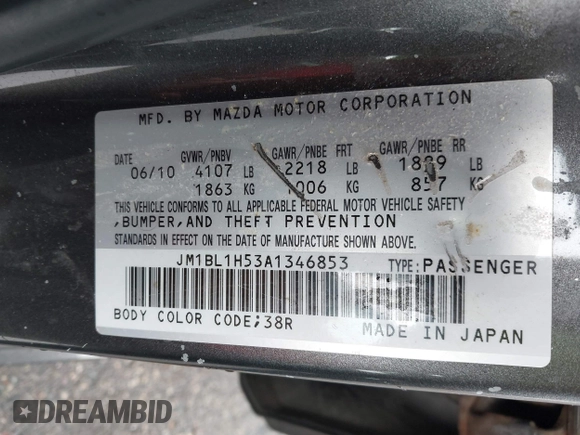 MFD. BY MAZDA MOTOR CORPORATION
DATE GVWR/PNBV GAWR/PNBE FRT GAWR/PNBE RR
06/10 4107 LB 2218 LB LB
1863 KG KG 857 KG
THIS VEHICLE CONFORMS TO ALL APPLICABLE FEDERAL MOTOR VEHICLE SAFETY
,BUMPER,AND THEFT PREVENTION
STANDARDS IN EFFECT ON THE DATE OF MANUFACTURE SHOWN ABOVE.
JM1BL1H53A1346853 TYPE:PASSENGER
BODY COLOR CODE;38R MADE IN JAPAN
DREAMBID